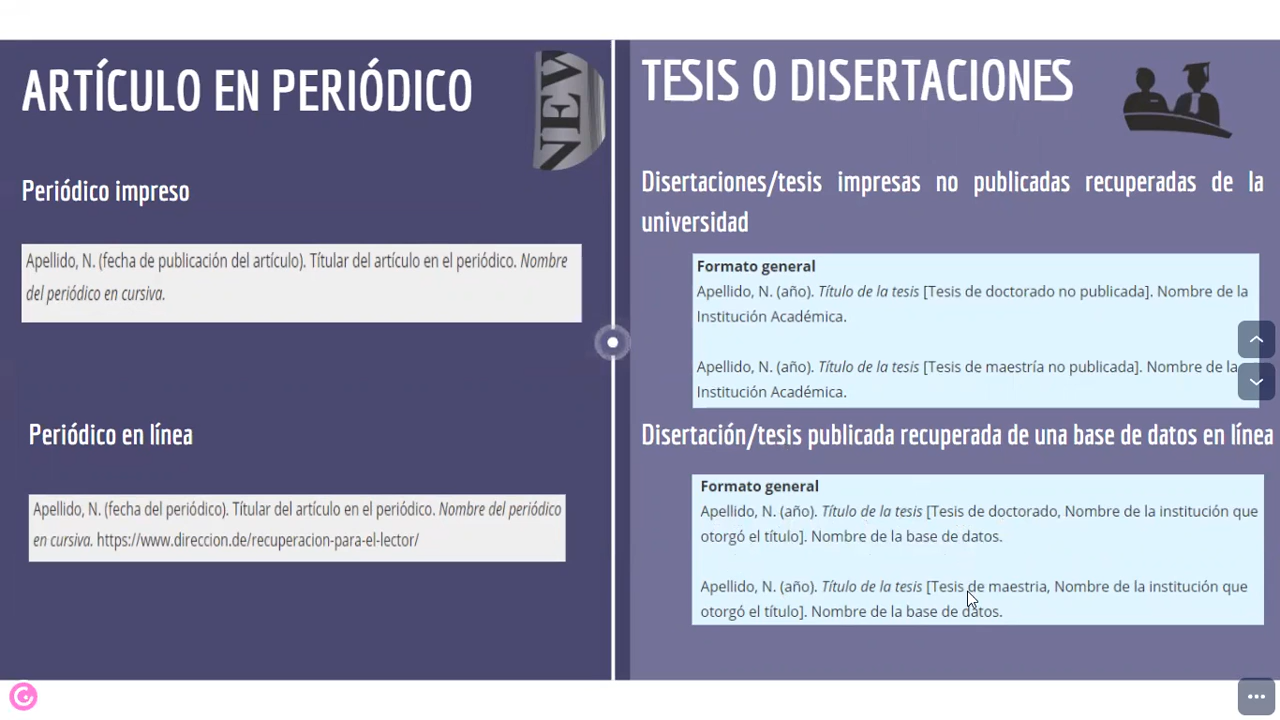 ARTÍCULO EN PERIÓDICO
NEW
Periódico impreso
Apellido, N. (fecha de publicación del artículo). Títular del artículo en el periódico. Nombre
del periódico en cursiva.
Periódico en línea
Apellido, N. (fecha del periódico). Títular del artículo en el periódico. Nombre del periódico
en cursiva. https://www.direccion.de/recuperacion-para-el-lector/
TESIS O DISERTACIONES
Disertaciones/tesis impresas no publicadas recuperadas de la
universidad
Formato general
Apellido, N. (año). Título de la tesis [Tesis de doctorado no publicada]. Nombre de la
Institución Académica.
Apellido, N. (año). Título de la tesis [Tesis de maestría no publicada]. Nombre de la
Institución Académica.
Disertación/tesis publicada recuperada de una base de datos en línea
Formato general
Apellido, N. (año). Título de la tesis [Tesis de doctorado, Nombre de la institución que
otorgó el título]. Nombre de la base de datos.
Apellido, N. (año). Título de la tesis [Tesis de maestria, Nombre de la institución que
otorgó el título]. Nombre de la base de datos.